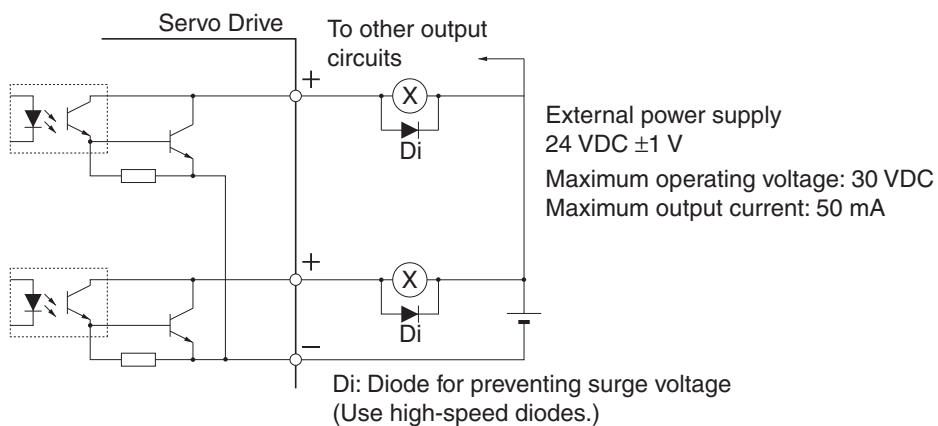 Servo Drive
To other output
circuits
+
X
Di
External power supply
24 VDC ±1 V
Maximum operating voltage: 30 VDC
Maximum output current: 50 mA
+
X
Di
−
Di: Diode for preventing surge voltage
(Use high-speed diodes.)